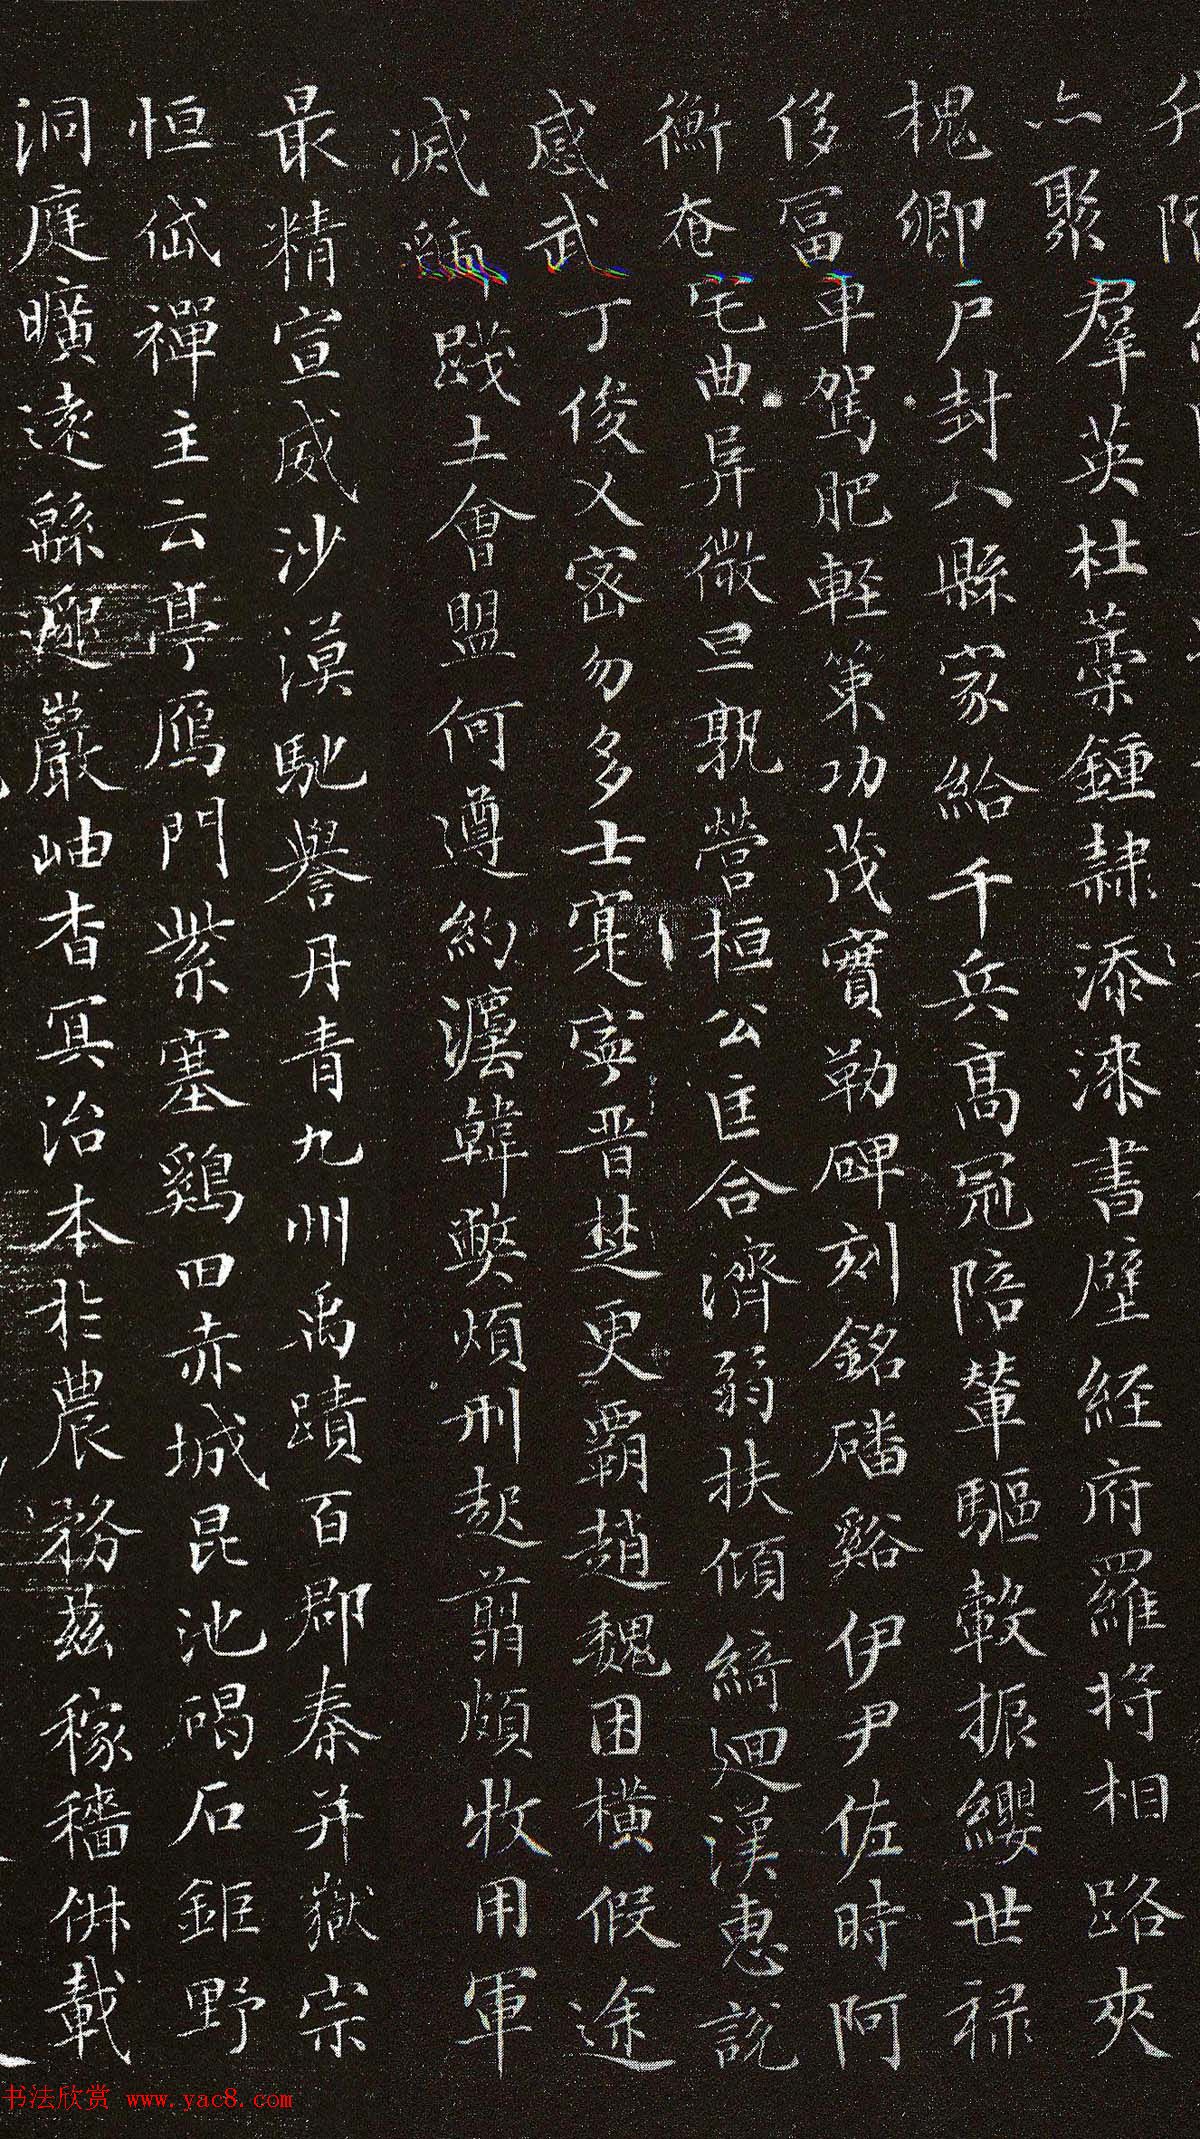 亦聚羣英杜藁鍾隸漆漆書壁経府羅将相路夾
槐卿戶封八縣家給千兵高冠陪輦驅轂振纓世禄
侈冨車駕肥軽策功茂實勒碑刻銘磻谿伊尹佐時阿
衡奄宅曲阜微旦孰營桓公匡合濟弱扶傾綺迴漢惠說
感武丁俊乂密勿多士寔寧晉楚更霸趙魏困橫假途
滅虢踐土會盟何遵約灋韓弊煩刑起翦頗牧用軍
最精宣威沙漠馳譽丹青九州禹蹟百郡秦并嶽宗
恒岱禪主云亭鴈門紫塞鷄田赤城昆池碣石鉅野
洞庭曠遠緜邈巖岫杳冥治本於農務茲稼穡俶載
书法欣赏 www.yac8.com